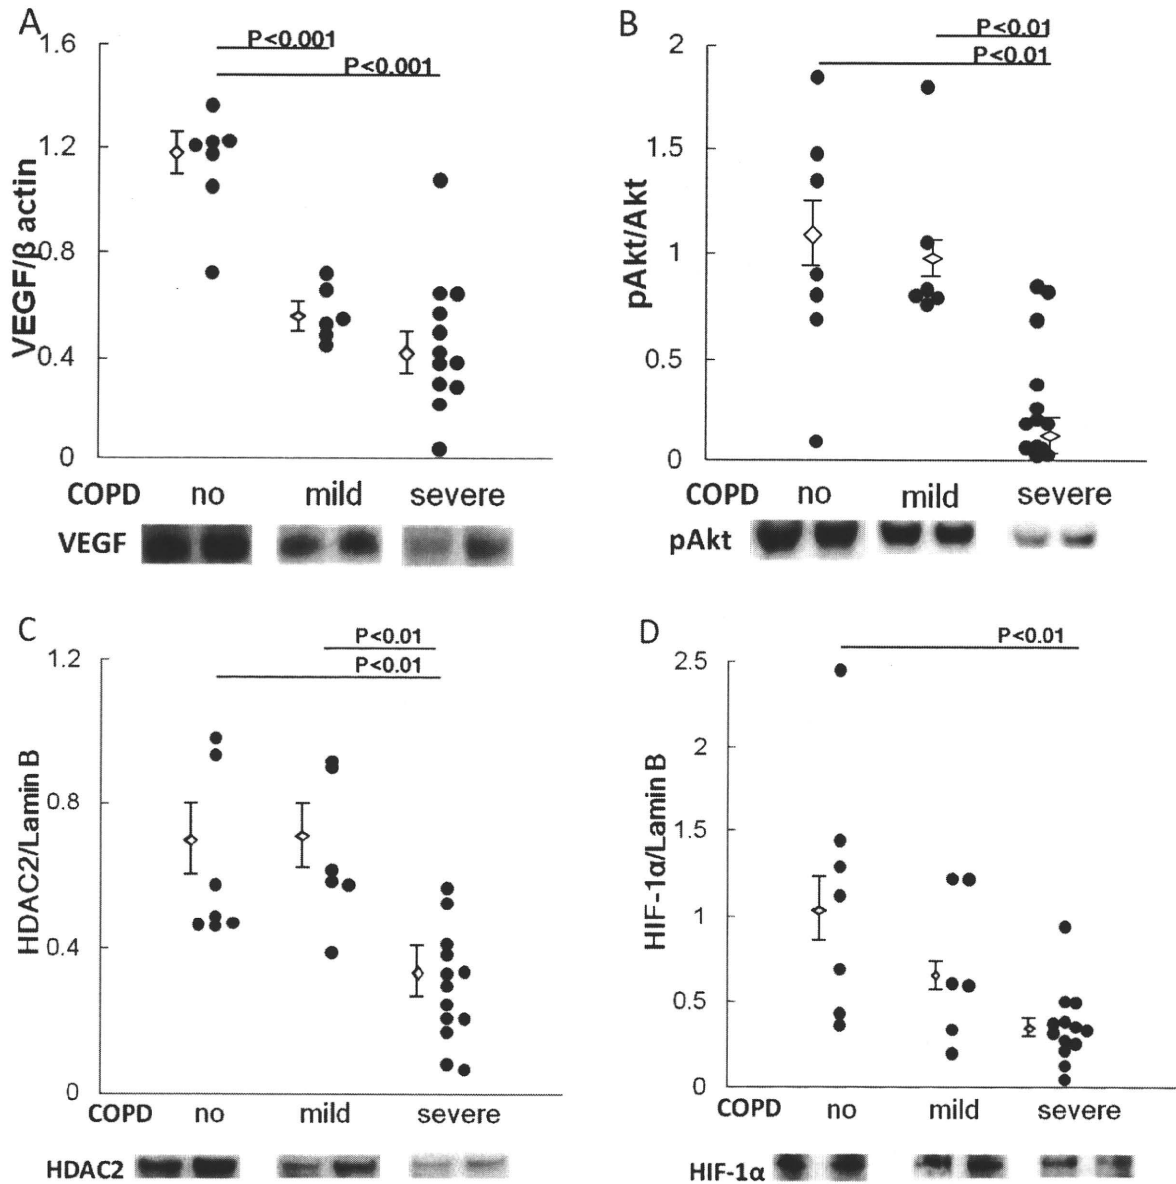 A
P<0.001
P<0.001
1.6
1.2
0.8
0.4
0
VEGF/β actin
COPD no mild severe
VEGF
B
P<0.01
P<0.01
2
1.5
1
0.5
0
pAkt/Akt
COPD no mild severe
pAkt
C
P<0.01
P<0.01
1.2
0.8
0.4
0
HDAC2/Lamin B
COPD no mild severe
HDAC2
D
P<0.01
2.5
2
1.5
1
0.5
0
HIF-1α/Lamin B
COPD no mild severe
HIF-1α